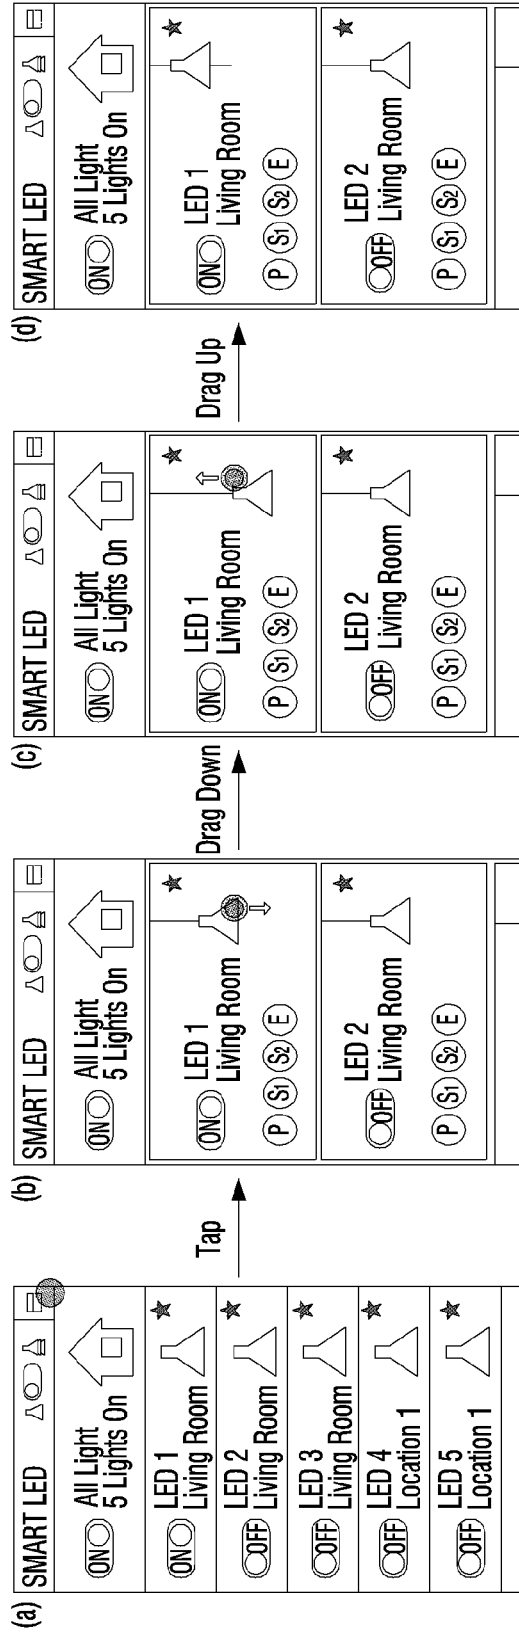 (a)
SMART LED
ON
All Light
5 Lights On
ON
LED 1
Living Room
OFF
LED 2
Living Room
OFF
LED 3
Living Room
OFF
LED 4
Location 1
OFF
LED 5
Location 1
Tap
(b)
SMART LED
ON
All Light
5 Lights On
ON
LED 1
Living Room
P S1 S2 E
OFF
LED 2
Living Room
P S1 S2 E
Drag Down
(c)
SMART LED
ON
All Light
5 Lights On
ON
LED 1
Living Room
P S1 S2 E
OFF
LED 2
Living Room
P S1 S2 E
Drag Up
(d)
SMART LED
ON
All Light
5 Lights On
ON
LED 1
Living Room
P S1 S2 E
OFF
LED 2
Living Room
P S1 S2 E